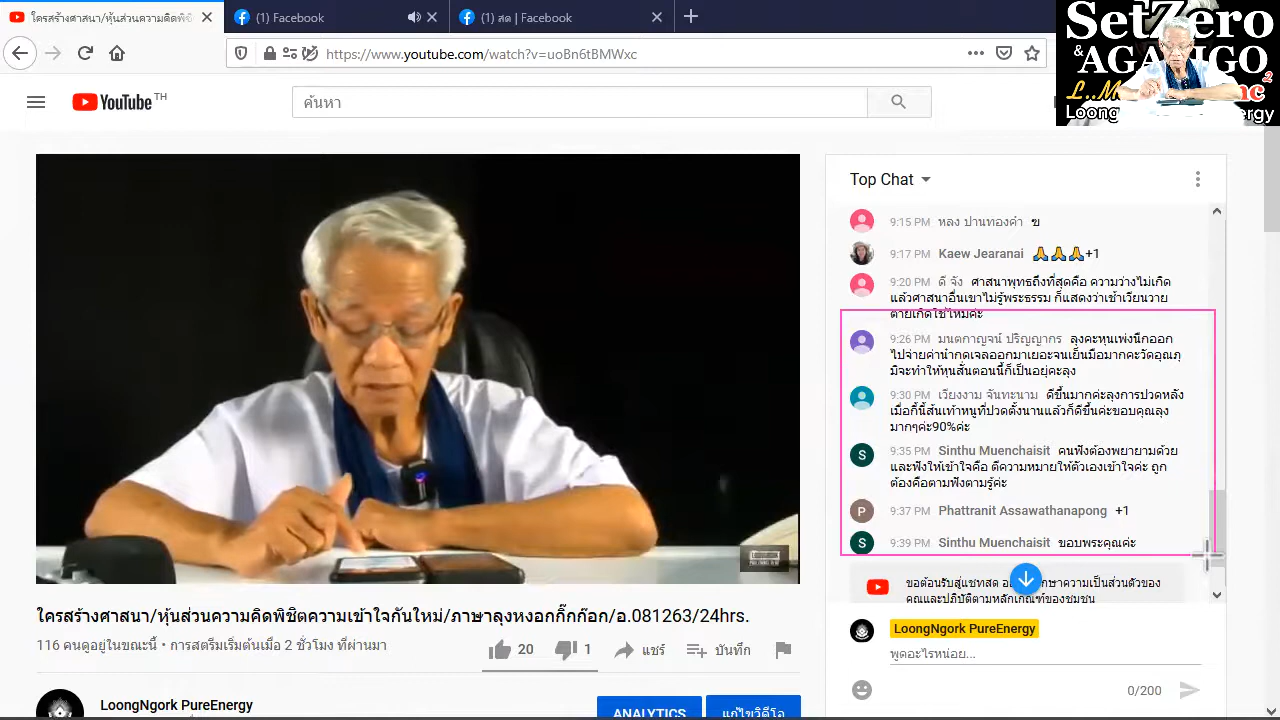 ใครสร้างศาสนา/หุ้นส่วนความคิดพิชิ
(1) Facebook
(1) สด | Facebook
https://www.youtube.com/watch?v=uoBn6tBMWxc
SetZero
&
AGA
GO
L..M
Loong
ergy
YouTube TH
ค้นหา
Top Chat
9:15 PM หลง ปานทองคำ ข
9:17 PM Kaew Jearanai 🙏🙏🙏+1
9:20 PM ดี จัง ศาสนาพุทธถึงที่สุดคือ ความว่างไม่เกิด
แล้วศาสนาอื่นเขาไม่รู้พระธรรม ก็แสดงว่าเช้าเวียนวาย
ตายเกิดใช่ไหมคะ
9:26 PM มนตกาญจน์ ปริญญากร ลุงคะหุนเพ่งนึกออก
ไปจ่ายค่าน้ำกดเจลออกมาเยอะจนเย็นมือมากคะวัดอุณภุ
มิจะทำให้หุนสั่นตอนนี้ก็เป็นอยุ่คะลุง
9:30 PM เวียงงาม จันทะนาม ดีขึ้นมากค่ะลุงการปวดหลัง
เมื่อกี้นี้ส้นเท้าหนูที่ปวดตั้งนานแล้วก็ดีขึ้นค่ะขอบคุณลุง
มากๆค่ะ90%ค่ะ
9:35 PM Sinthu Muenchaisit คนฟังต้องพยายามด้วย
และฟังให้เข้าใจคือ ตีความหมายให้ตัวเองเข้าใจค่ะ ถูก
ต้องคือตามฟังตามรู้ค่ะ
9:37 PM Phattranit Assawathanapong +1
9:39 PM Sinthu Muenchaisit ขอบพระคุณค่ะ
ขอต้อนรับสู่แชทสด
ความเป็นส่วนตัวของ
คุณและปฏิบัติตามหลักเกณฑ์ของชุมชน
LoongNgork PureEnergy
พูดอะไรหน่อย...
0/200
ใครสร้างศาสนา/หุ้นส่วนความคิดพิชิตความเข้าใจกันใหม่/ภาษาลุงหงอกกิ๊กก๊อก/อ.081263/24hrs.
116 คนดูอยู่ในขณะนี้ • การสตรีมเริ่มต้นเมื่อ 2 ชั่วโมง ที่ผ่านมา
20
1
แชร์
บันทึก
LoongNgork PureEnergy
ANALYTICS
แก้ไขวิดีโอ